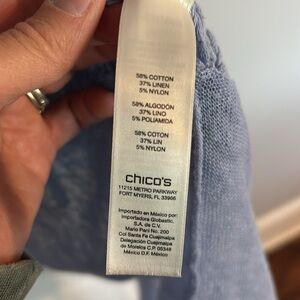 58% COTTON
37% LINEN
5% NYLON
58% ALGODÓN
37% LINO
5% POLIAMIDA
58% COTON
37% LIN
5% NYLON
chico's
11215 METRO PARKWAY
FORT MYERS, FL 33966
Importado en México por:
Importadora Globastic,
S.A. de C.V.
Mario Pani No. 200
Col Santa Fe Cuajimalpa
Delegación Cuajimalpa
de Morelos C.P. 05348
México D.F. México